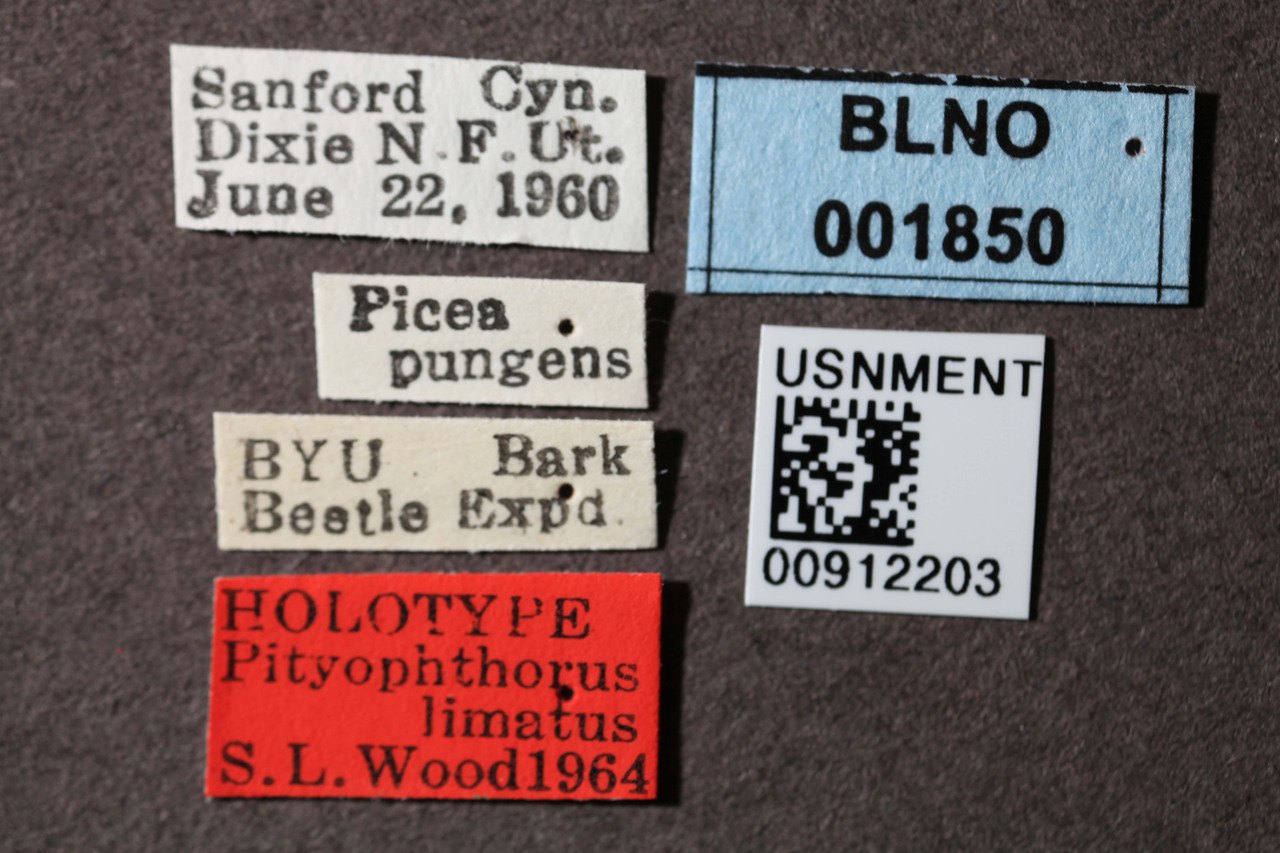 Sanford Cyn.
Dixie N.F.Ut.
June 22, 1960
Picea
pungens
BYU Bark
Beetle Expd.
HOLOTYPE
Pityophthorus
limatus
S.L.Wood1964
BLNO
001850
USNMENT
00912203